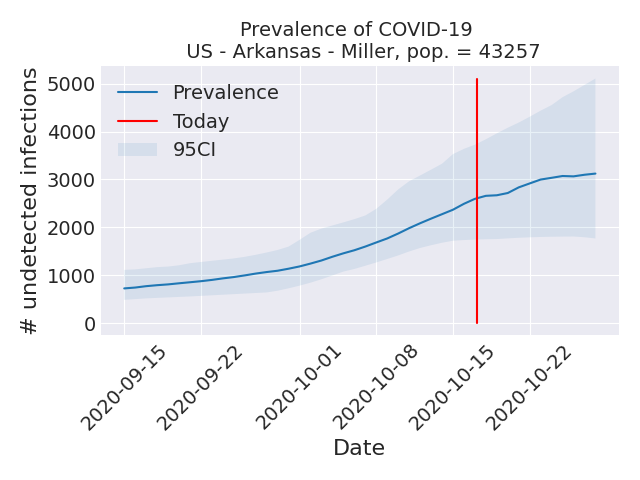 Prevalence of COVID-19
US - Arkansas - Miller, pop. = 43257
# undetected infections
5000
4000
3000
2000
1000
0
Prevalence
Today
95CI
2020-09-15
2020-09-22
2020-10-01
2020-10-08
2020-10-15
2020-10-22
Date